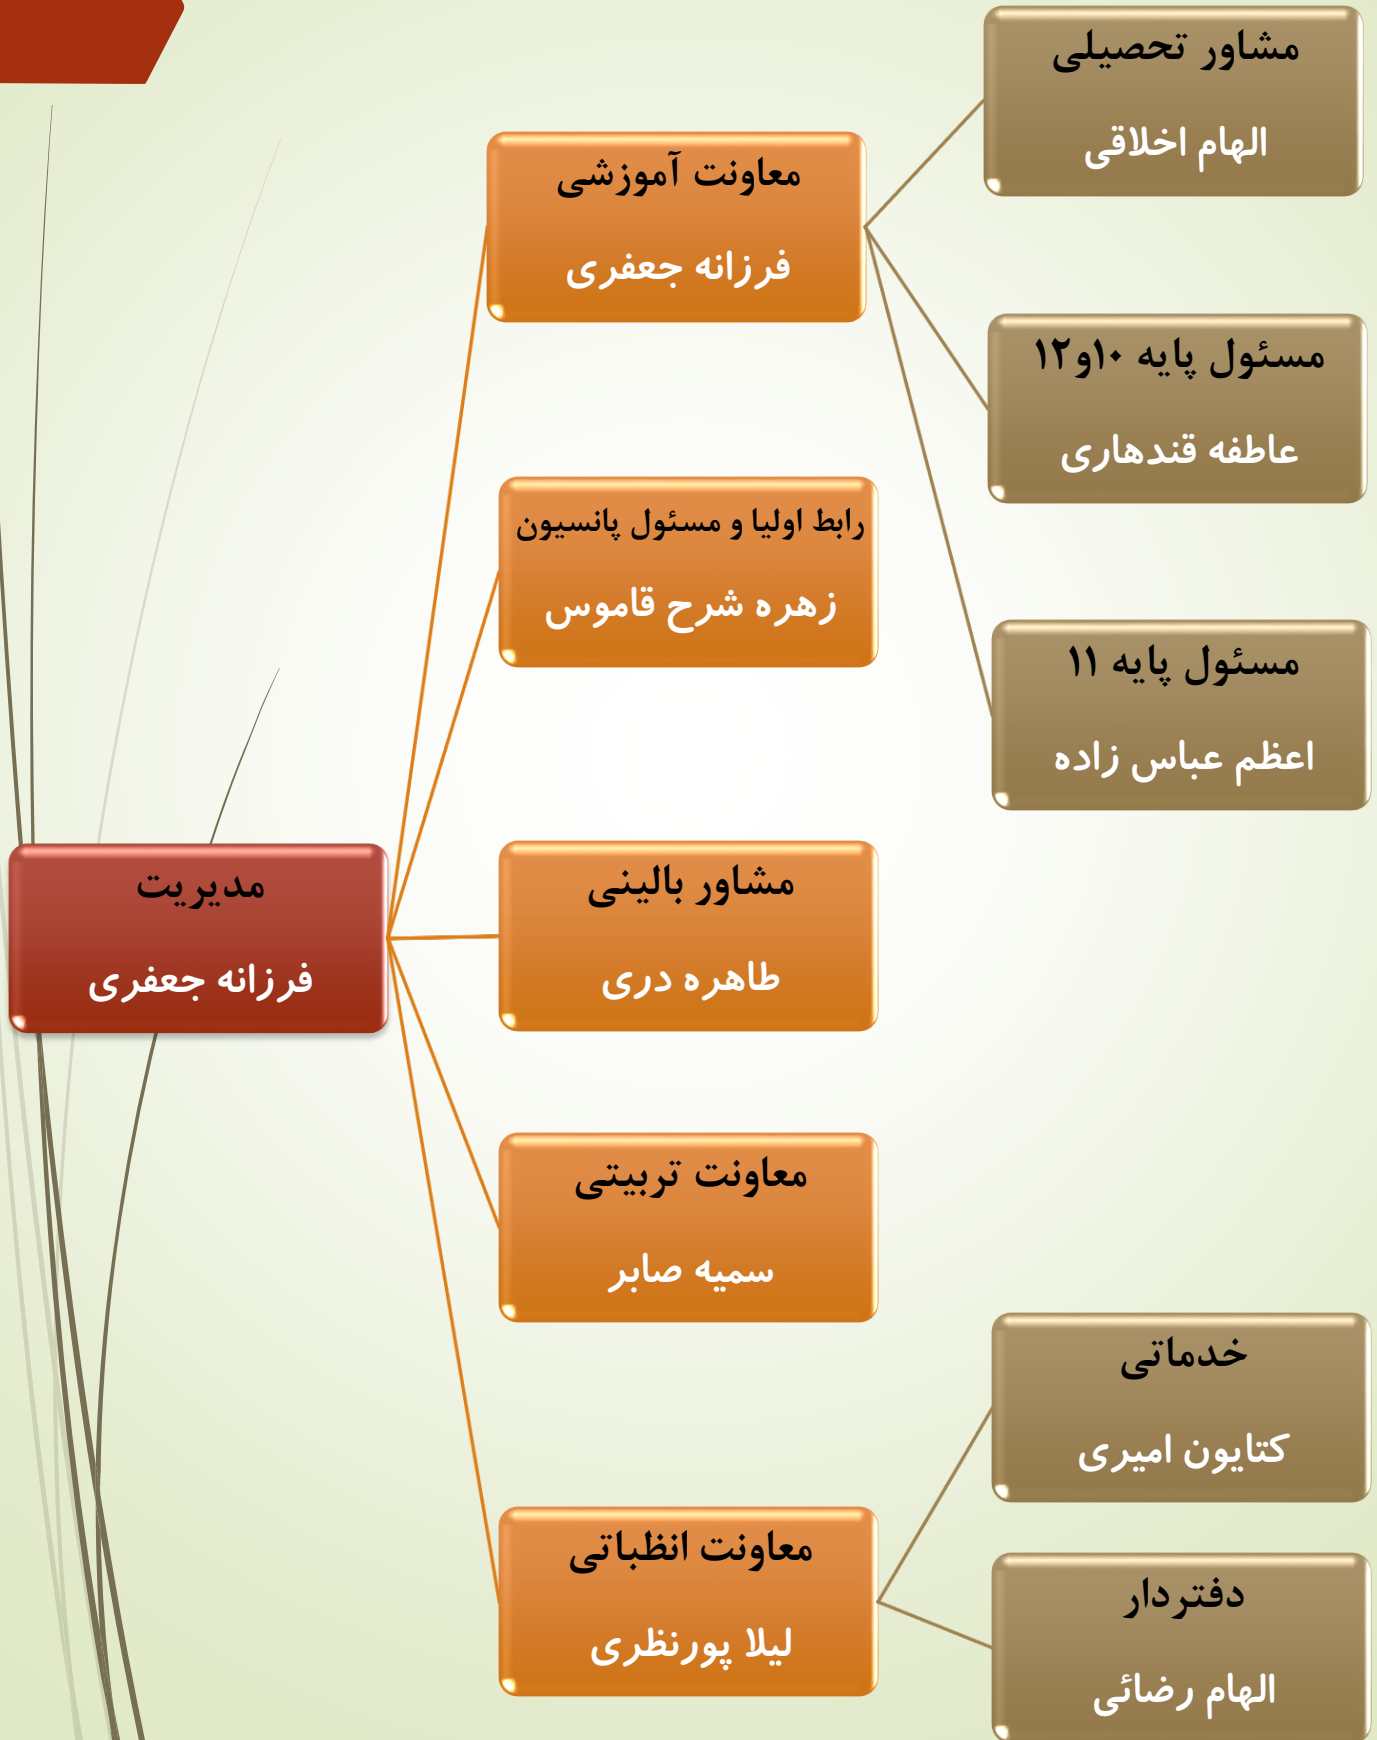 مدیریت
فرزانه جعفری
معاونت آموزشی
فرزانه جعفری
مشاور تحصیلی
الهام اخلاقی
مسئول پایه ۱۰و۱۲
عاطفه قندهاری
مسئول پایه ۱۱
اعظم عباس زاده
رابط اولیا و مسئول پانسیون
زهره شرح قاموس
مشاور بالینی
طاهره دری
معاونت تربیتی
سمیه صابر
معاونت انظباتی
لیلا پورنظری
خدماتی
کتایون امیری
دفتردار
الهام رضائی